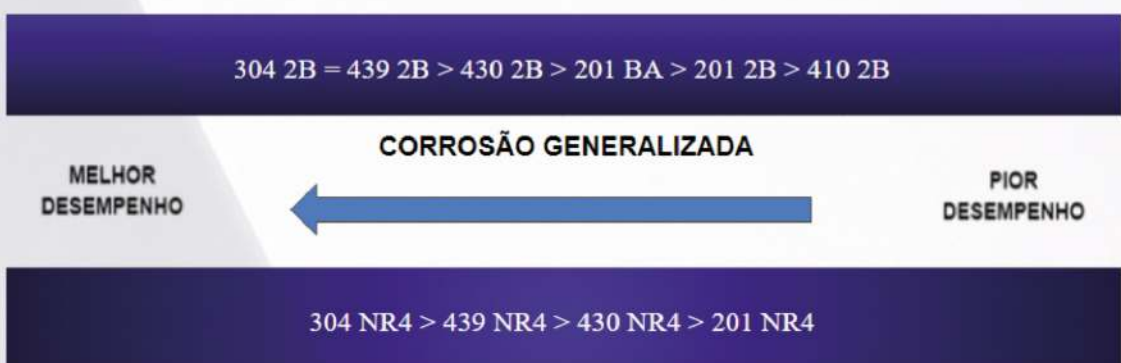 304 2B = 439 2B > 430 2B > 201 BA > 201 2B > 410 2B
CORROSÃO GENERALIZADA
MELHOR
DESEMPENHO
PIOR
DESEMPENHO
304 NR4 > 439 NR4 > 430 NR4 > 201 NR4